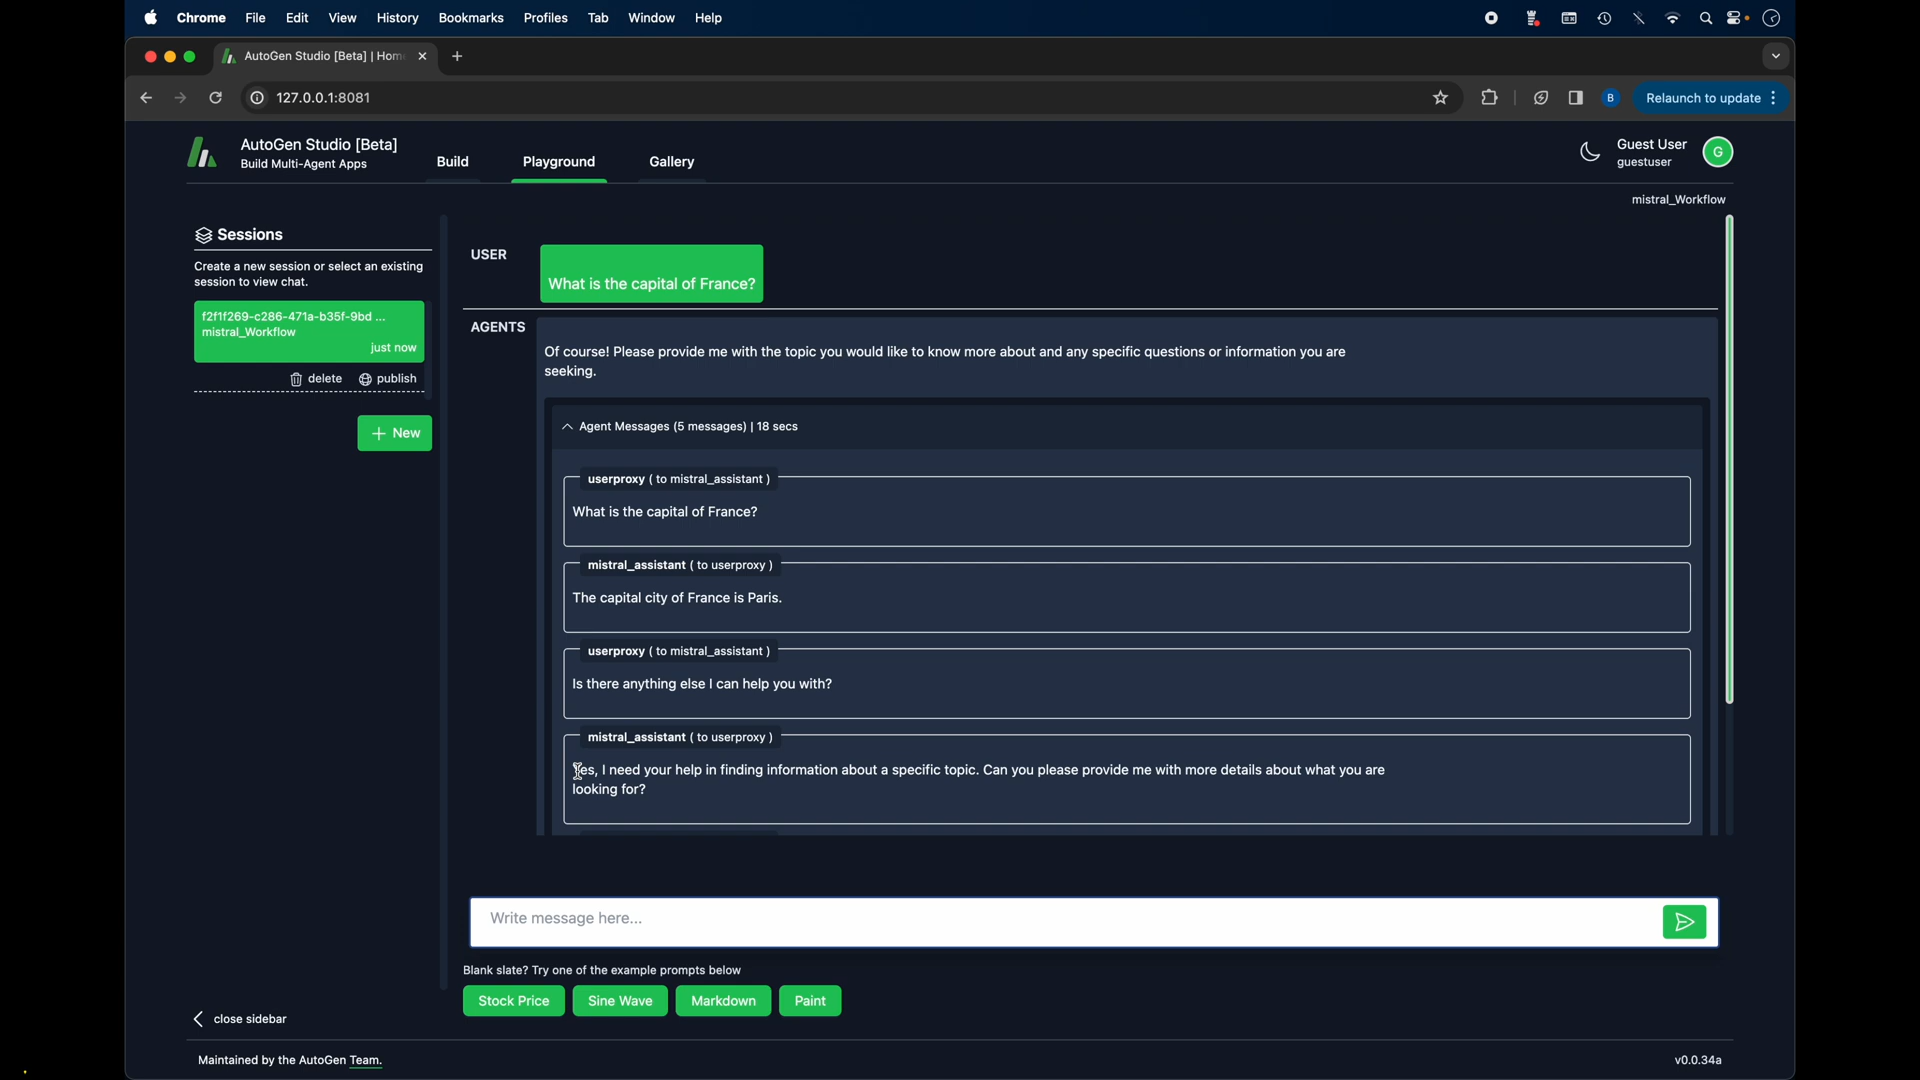 Chrome File Edit View History Bookmarks Profiles Tab Window Help
AutoGen Studio [Beta] | Hom
127.0.0.1:8081
B
Relaunch to update
AutoGen Studio [Beta]
Build Multi-Agent Apps
Build
Playground
Gallery
Guest User
guestuser
G
mistral_Workflow
Sessions
Create a new session or select an existing
session to view chat.
f2f1f269-c286-471a-b35f-9bd ...
mistral_Workflow
just now
delete
publish
New
USER
What is the capital of France?
AGENTS
Of course! Please provide me with the topic you would like to know more about and any specific questions or information you are
seeking.
Agent Messages (5 messages) | 18 secs
userproxy ( to mistral_assistant )
What is the capital of France?
mistral_assistant ( to userproxy )
The capital city of France is Paris.
userproxy ( to mistral_assistant )
Is there anything else I can help you with?
mistral_assistant ( to userproxy )
Yes, I need your help in finding information about a specific topic. Can you please provide me with more details about what you are
looking for?
Write message here...
Blank slate? Try one of the example prompts below
Stock Price
Sine Wave
Markdown
Paint
close sidebar
Maintained by the AutoGen Team.
v0.0.34a